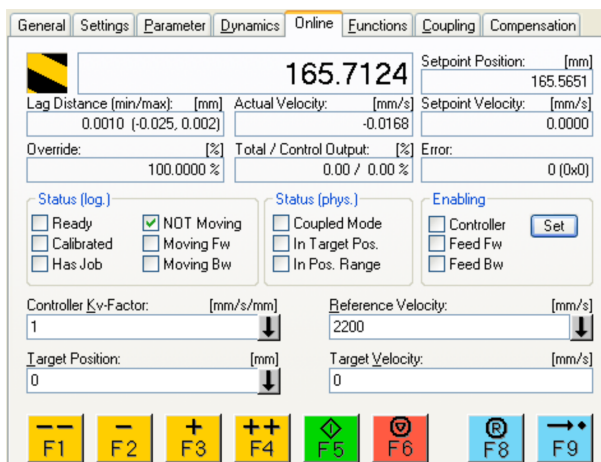 General Settings Parameter Dynamics Online Functions Coupling Compensation
165.7124
Setpoint Position: [mm]
165.5651
Lag Distance (min/max): [mm] Actual Velocity: [mm/s] Setpoint Velocity: [mm/s]
0.0010 (-0.025, 0.002) -0.0168 0.0000
Override: [%] Total / Control Output: [%] Error:
100.0000 % 0.00 / 0.00 % 0 (0x0)
Status (log.) Status (phys.) Enabling
Ready NOT Moving Coupled Mode Controller Set
Calibrated Moving Fw In Target Pos. Feed Fw
Has Job Moving Bw In Pos. Range Feed Bw
Controller Kv-Factor: [mm/s/mm] Reference Velocity: [mm/s]
1 2200
Target Position: [mm] Target Velocity: [mm/s]
0 0
-- - + ++ ® →•
F1 F2 F3 F4 F5 F6 F8 F9